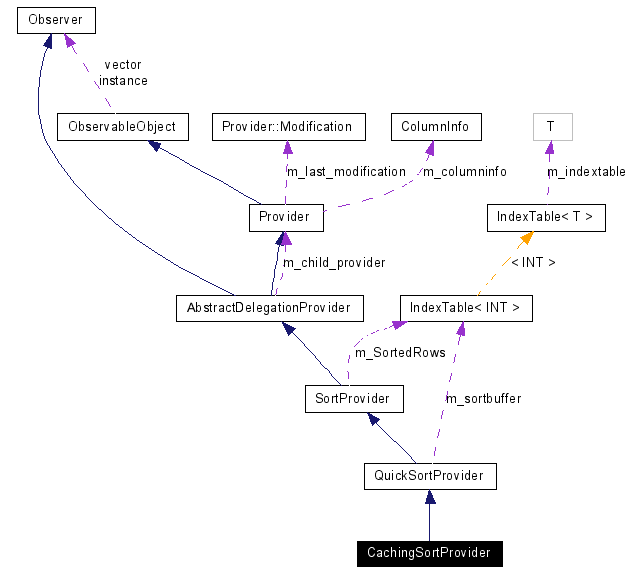 Observer
vector
instance
ObservableObject
Provider::Modification
ColumnInfo
T
m_last_modification
m_columninfo
m_indextable
Provider
IndexTable< T >
m_child_provider
< INT >
AbstractDelegationProvider
IndexTable< INT >
m_SortedRows
SortProvider
m_sortbuffer
QuickSortProvider
CachingSortProvider